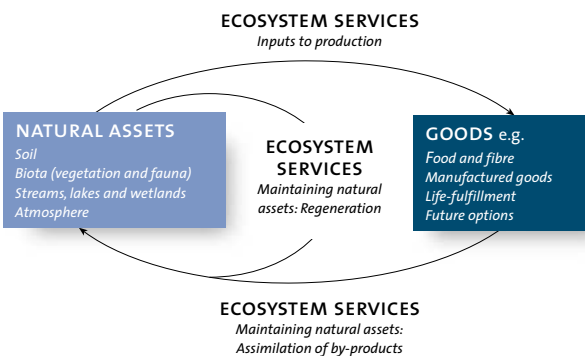 ECOSYSTEM SERVICES
Inputs to production
NATURAL ASSETS
Soil
Biota (vegetation and fauna)
Streams, lakes and wetlands
Atmosphere
ECOSYSTEM
SERVICES
Maintaining natural
assets: Regeneration
GOODS e.g.
Food and fibre
Manufactured goods
Life-fulfillment
Future options
ECOSYSTEM SERVICES
Maintaining natural assets:
Assimilation of by-products